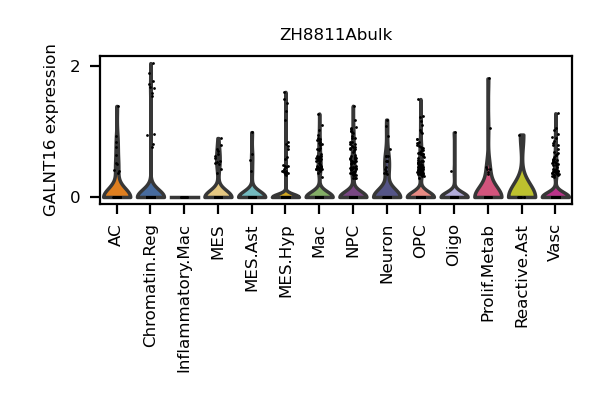 ZH8811Abulk
GALNT16 expression
2
0
AC
Chromatin.Reg
Inflammatory.Mac
MES
MES.Ast
MES.Hyp
Mac
NPC
Neuron
OPC
Oligo
Prolif.Metab
Reactive.Ast
Vasc